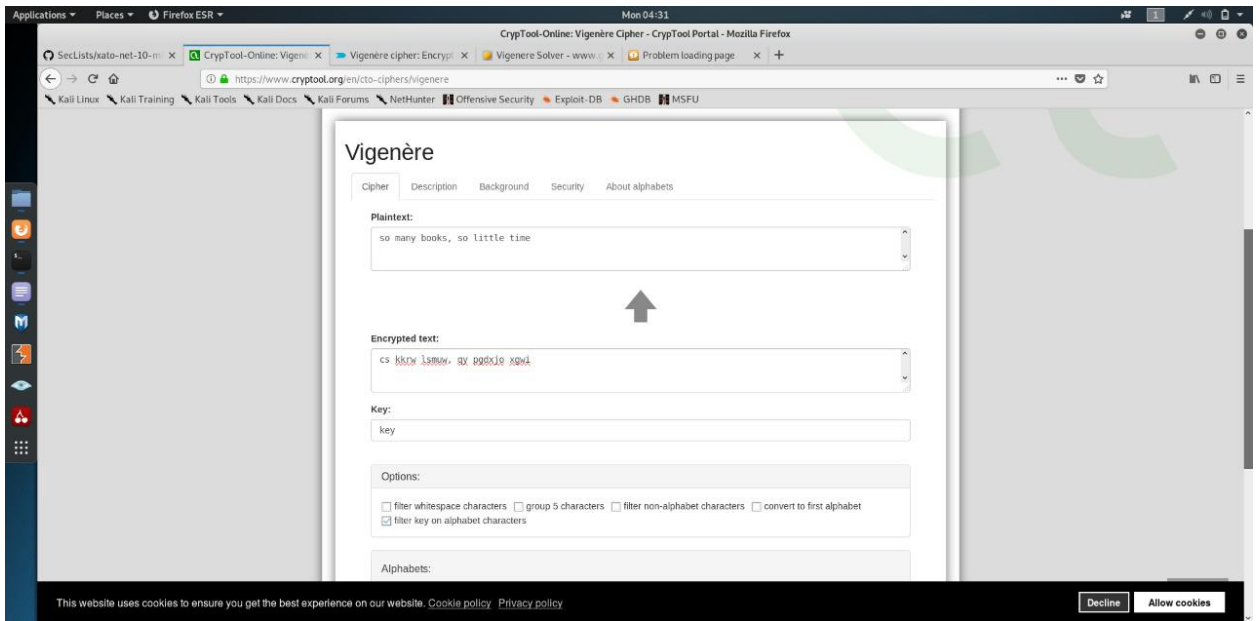 Applications Places Firefox ESR Mon 04:31 1
CrypTool-Online: Vigenère Cipher - CrypTool Portal - Mozilla Firefox
SecLists/xato-net-10-mi CrypTool-Online: Vigenè Vigenère cipher: Encrypt Vigenere Solver - www. Problem loading page
https://www.cryptool.org/en/cto-ciphers/vigenere
Kali Linux Kali Training Kali Tools Kali Docs Kali Forums NetHunter Offensive Security Exploit-DB GHDB MSFU
Vigenère
Cipher Description Background Security About alphabets
Plaintext:
so many books, so little time
Encrypted text:
cs kkrw lsmuw, qy pgdxjo xgwi
Key:
key
Options:
filter whitespace characters group 5 characters filter non-alphabet characters convert to first alphabet
filter key on alphabet characters
Alphabets:
This website uses cookies to ensure you get the best experience on our website. Cookie policy Privacy policy Decline Allow cookies